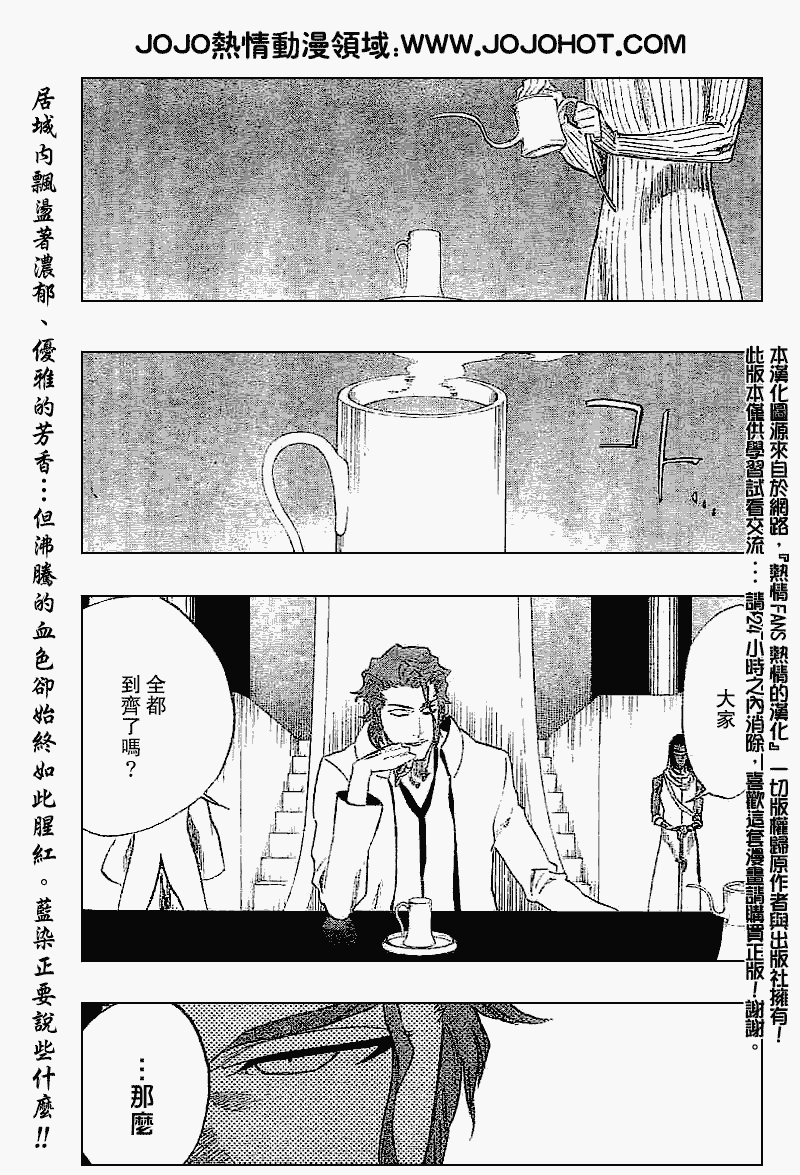 JOJO熱情動漫領域:WWW.JOJOHOT.COM
本漢化圖源來自於網路，『熱情FANS熱情的漢化』一切版權歸原作者與出版社擁有！
此版本僅供學習試看交流…請24小時之內消除，喜歡這套漫畫請購買正版！謝謝。
コト
大家
全都
到齊了嗎？
…那麼
居城內飄盪著濃郁、優雅的芳香…但沸騰的血色卻始終如此腥紅。藍染正要說些什麼!!